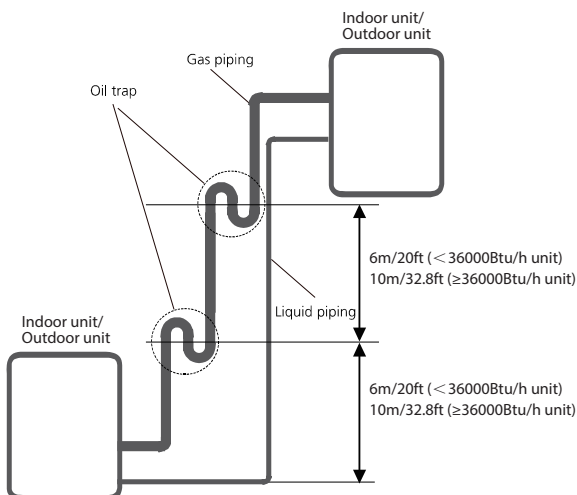 Indoor unit/
Outdoor unit
Gas piping
Oil trap
6m/20ft (＜36000Btu/h unit)
10m/32.8ft (≥36000Btu/h unit)
Liquid piping
Indoor unit/
Outdoor unit
6m/20ft (＜36000Btu/h unit)
10m/32.8ft (≥36000Btu/h unit)